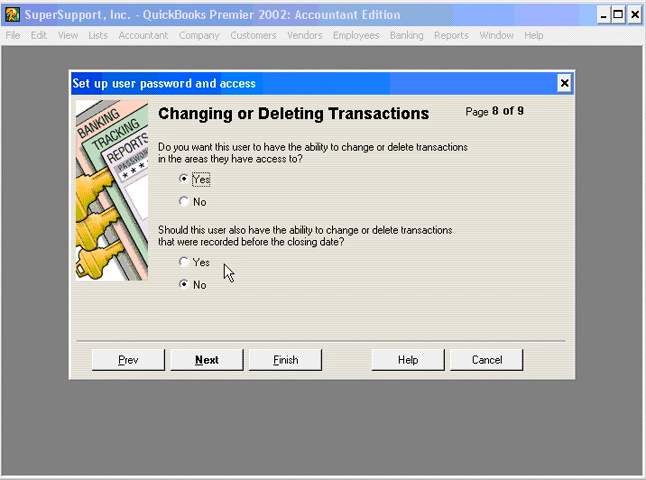 SuperSupport, Inc. - QuickBooks Premier 2002: Accountant Edition
File Edit View Lists Accountant Company Customers Vendors Employees Banking Reports Window Help
Set up user password and access
BANKING
TRACKING
REPORTS
PASSWORD
Changing or Deleting Transactions
Page 8 of 9
Do you want this user to have the ability to change or delete transactions
in the areas they have access to?
Yes
No
Should this user also have the ability to change or delete transactions
that were recorded before the closing date?
Yes
No
Prev Next Finish Help Cancel